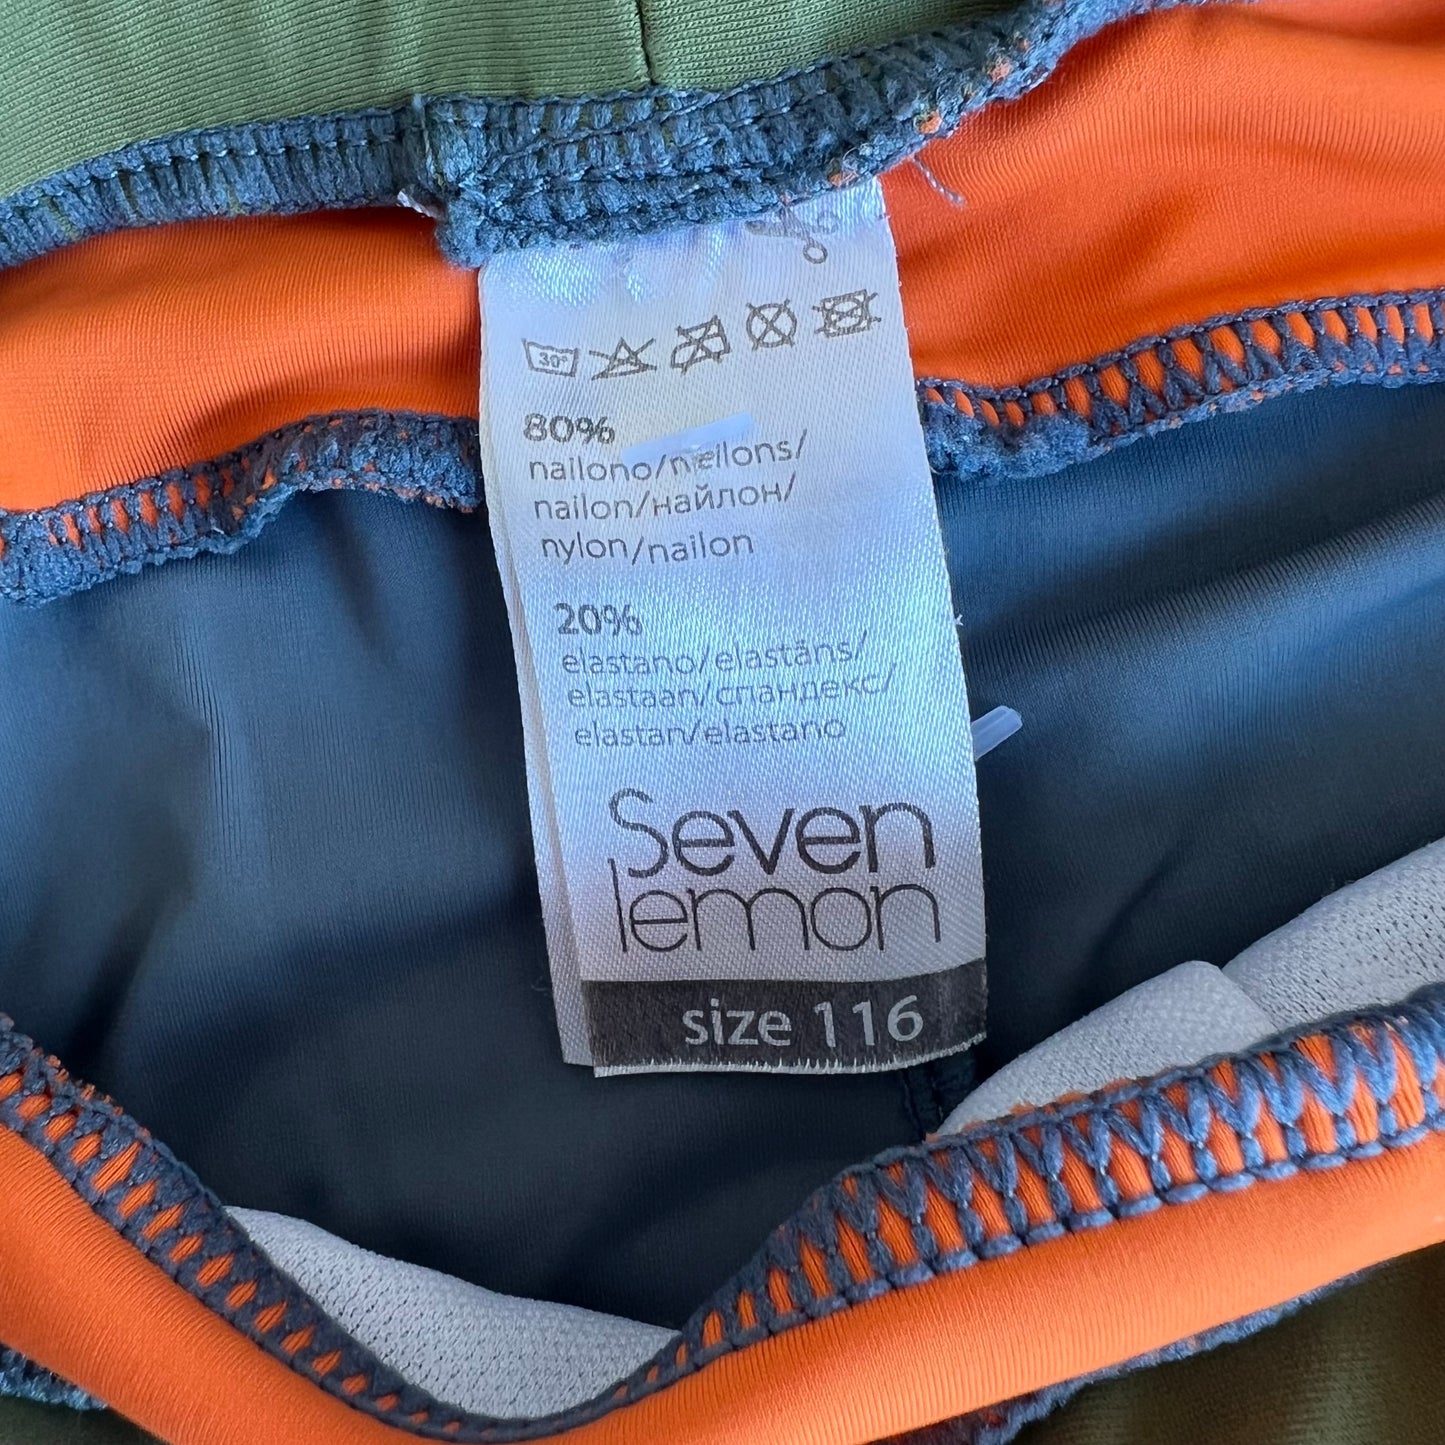 30°
80%
nailono/neilons/
nailon/найлон/
nylon/nailon
20%
elastano/elastāns/
elastaan/спандекс/
elastan/elastano
Seven
lemon
size 116